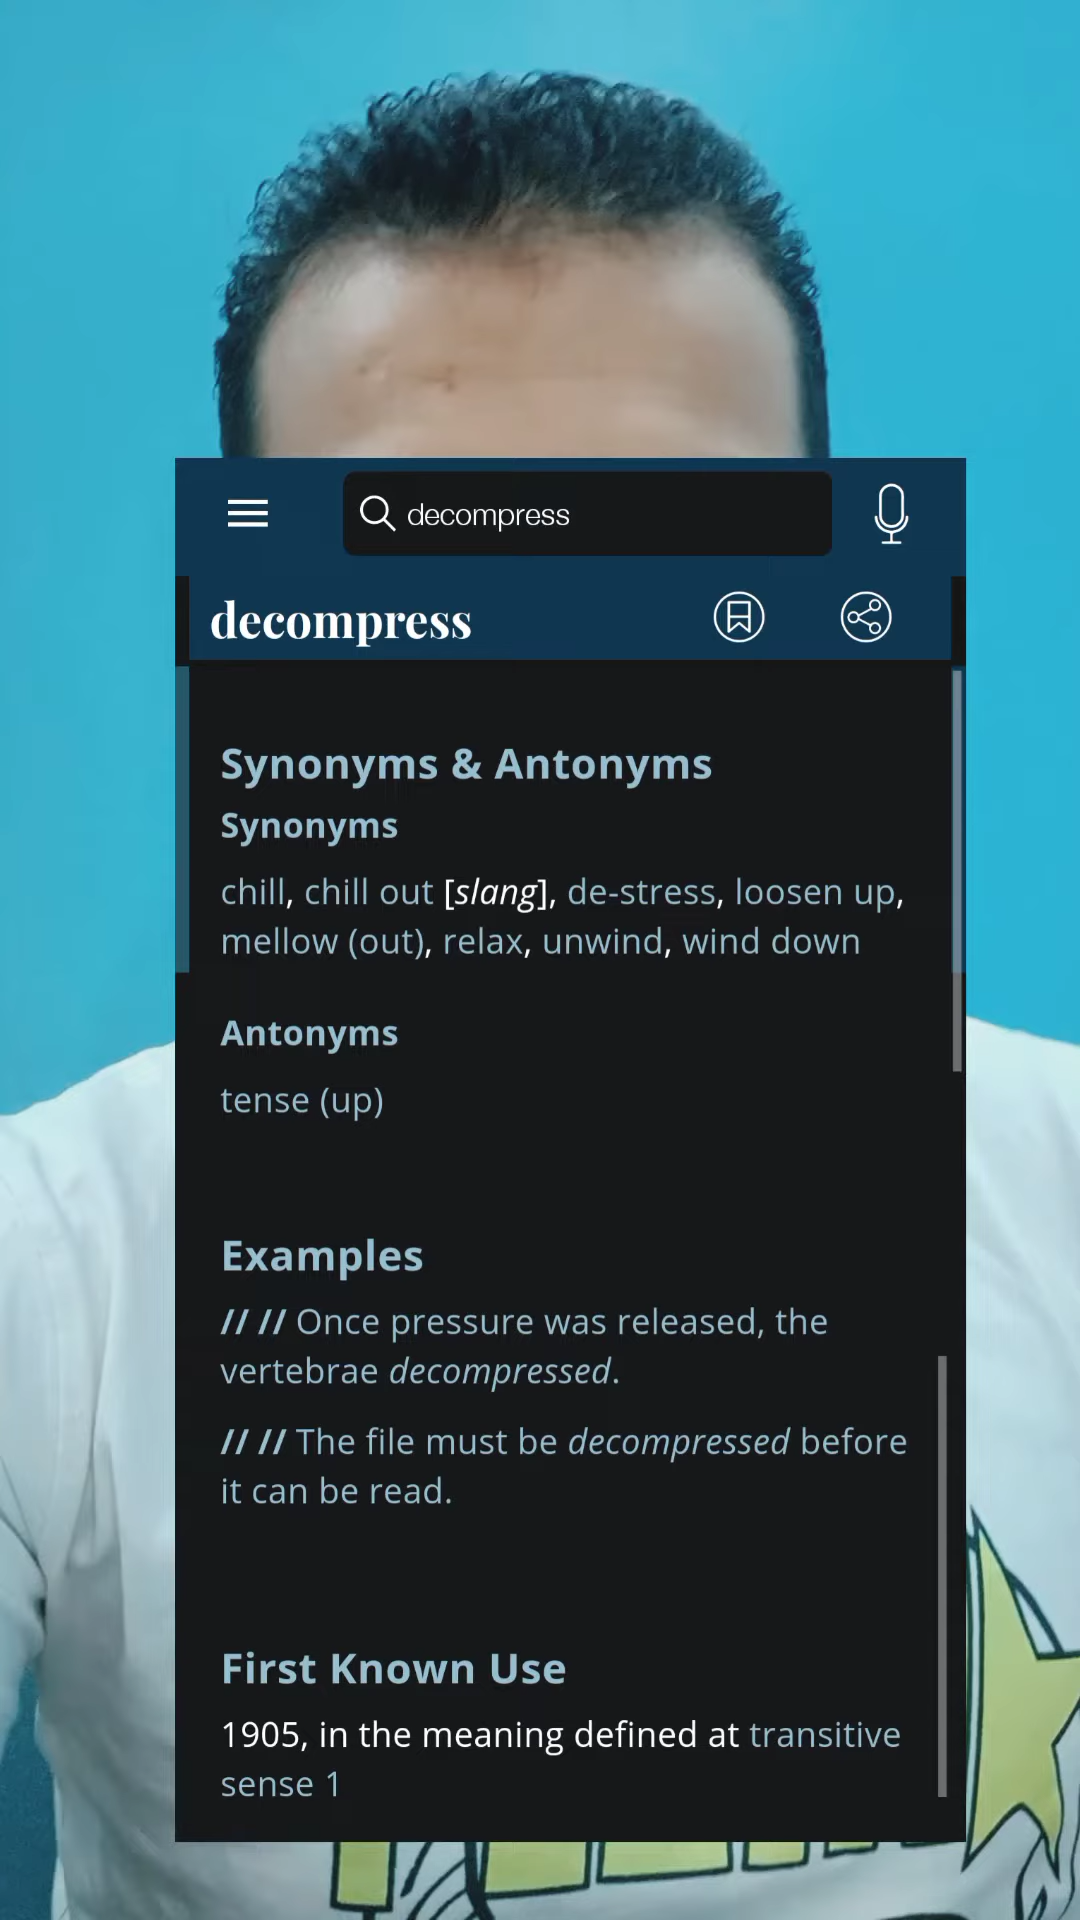 decompress
decompress
Synonyms & Antonyms
Synonyms
chill, chill out [slang], de-stress, loosen up,
mellow (out), relax, unwind, wind down
Antonyms
tense (up)
Examples
// // Once pressure was released, the
vertebrae decompressed.
// // The file must be decompressed before
it can be read.
First Known Use
1905, in the meaning defined at transitive
sense 1